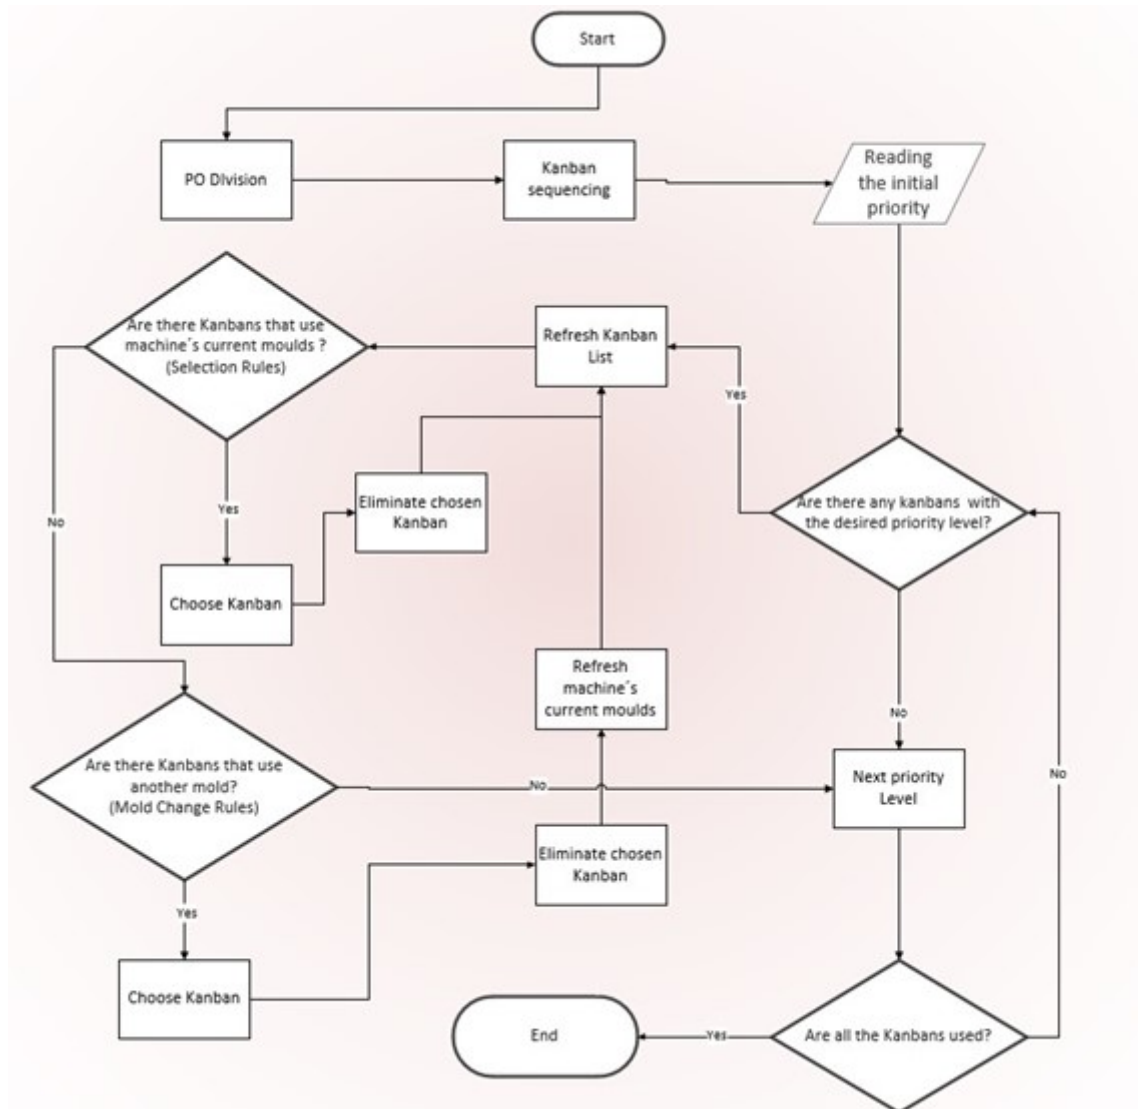 Start
PO DIvision
Kanban
sequencing
Reading
the initial
priority
Are there Kanbans that use
machine´s current moulds ?
(Selection Rules)
Refresh Kanban
List
Yes
Eliminate chosen
Kanban
Are there any kanbans  with
the desired priority level?
No
Yes
Choose Kanban
Refresh
machine´s
current moulds
No
Are there Kanbans that use
another mold?
(Mold Change Rules)
No
Next priority
Level
No
Eliminate chosen
Kanban
Yes
Choose Kanban
End
Yes
Are all the Kanbans used?